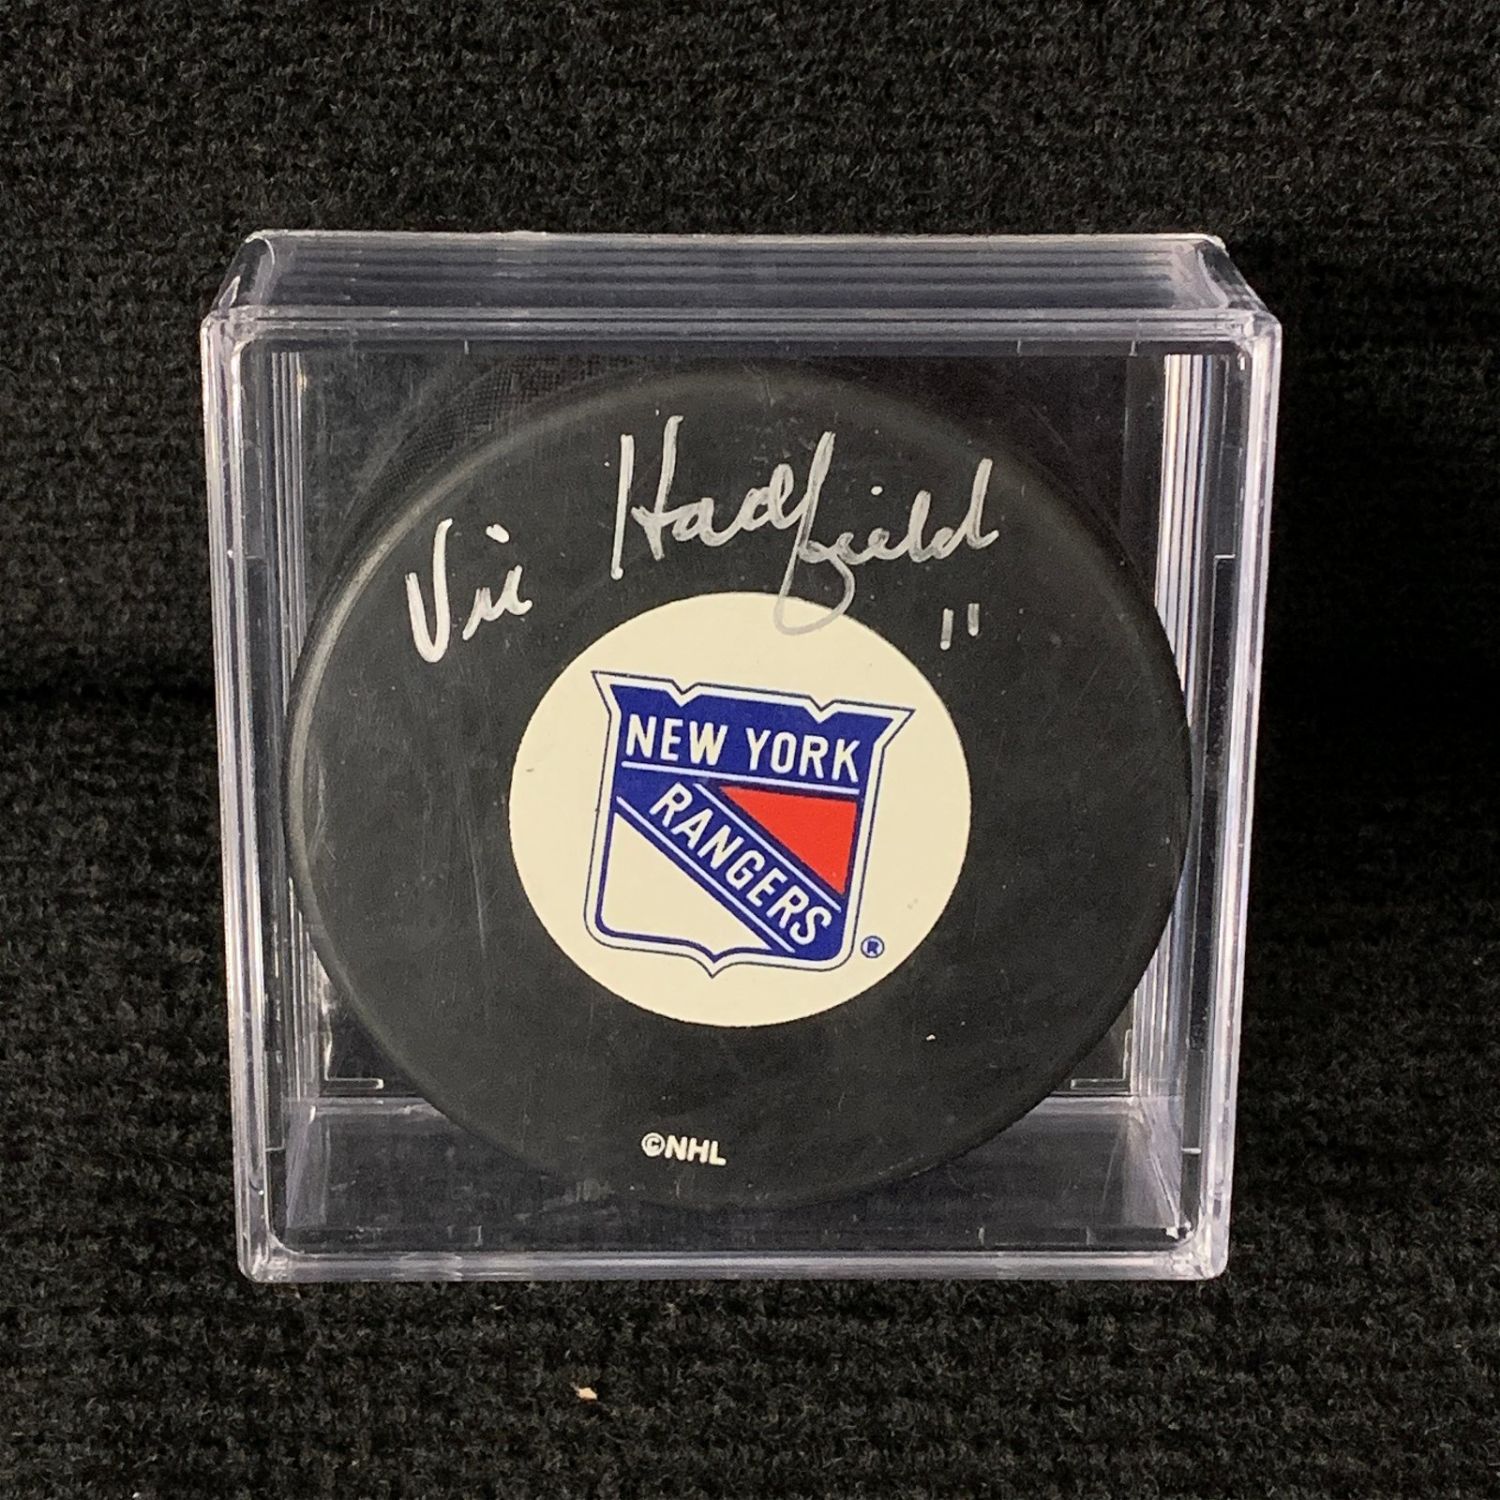 Vic Hadfield
11
NEW YORK
RANGERS
®
©NHL